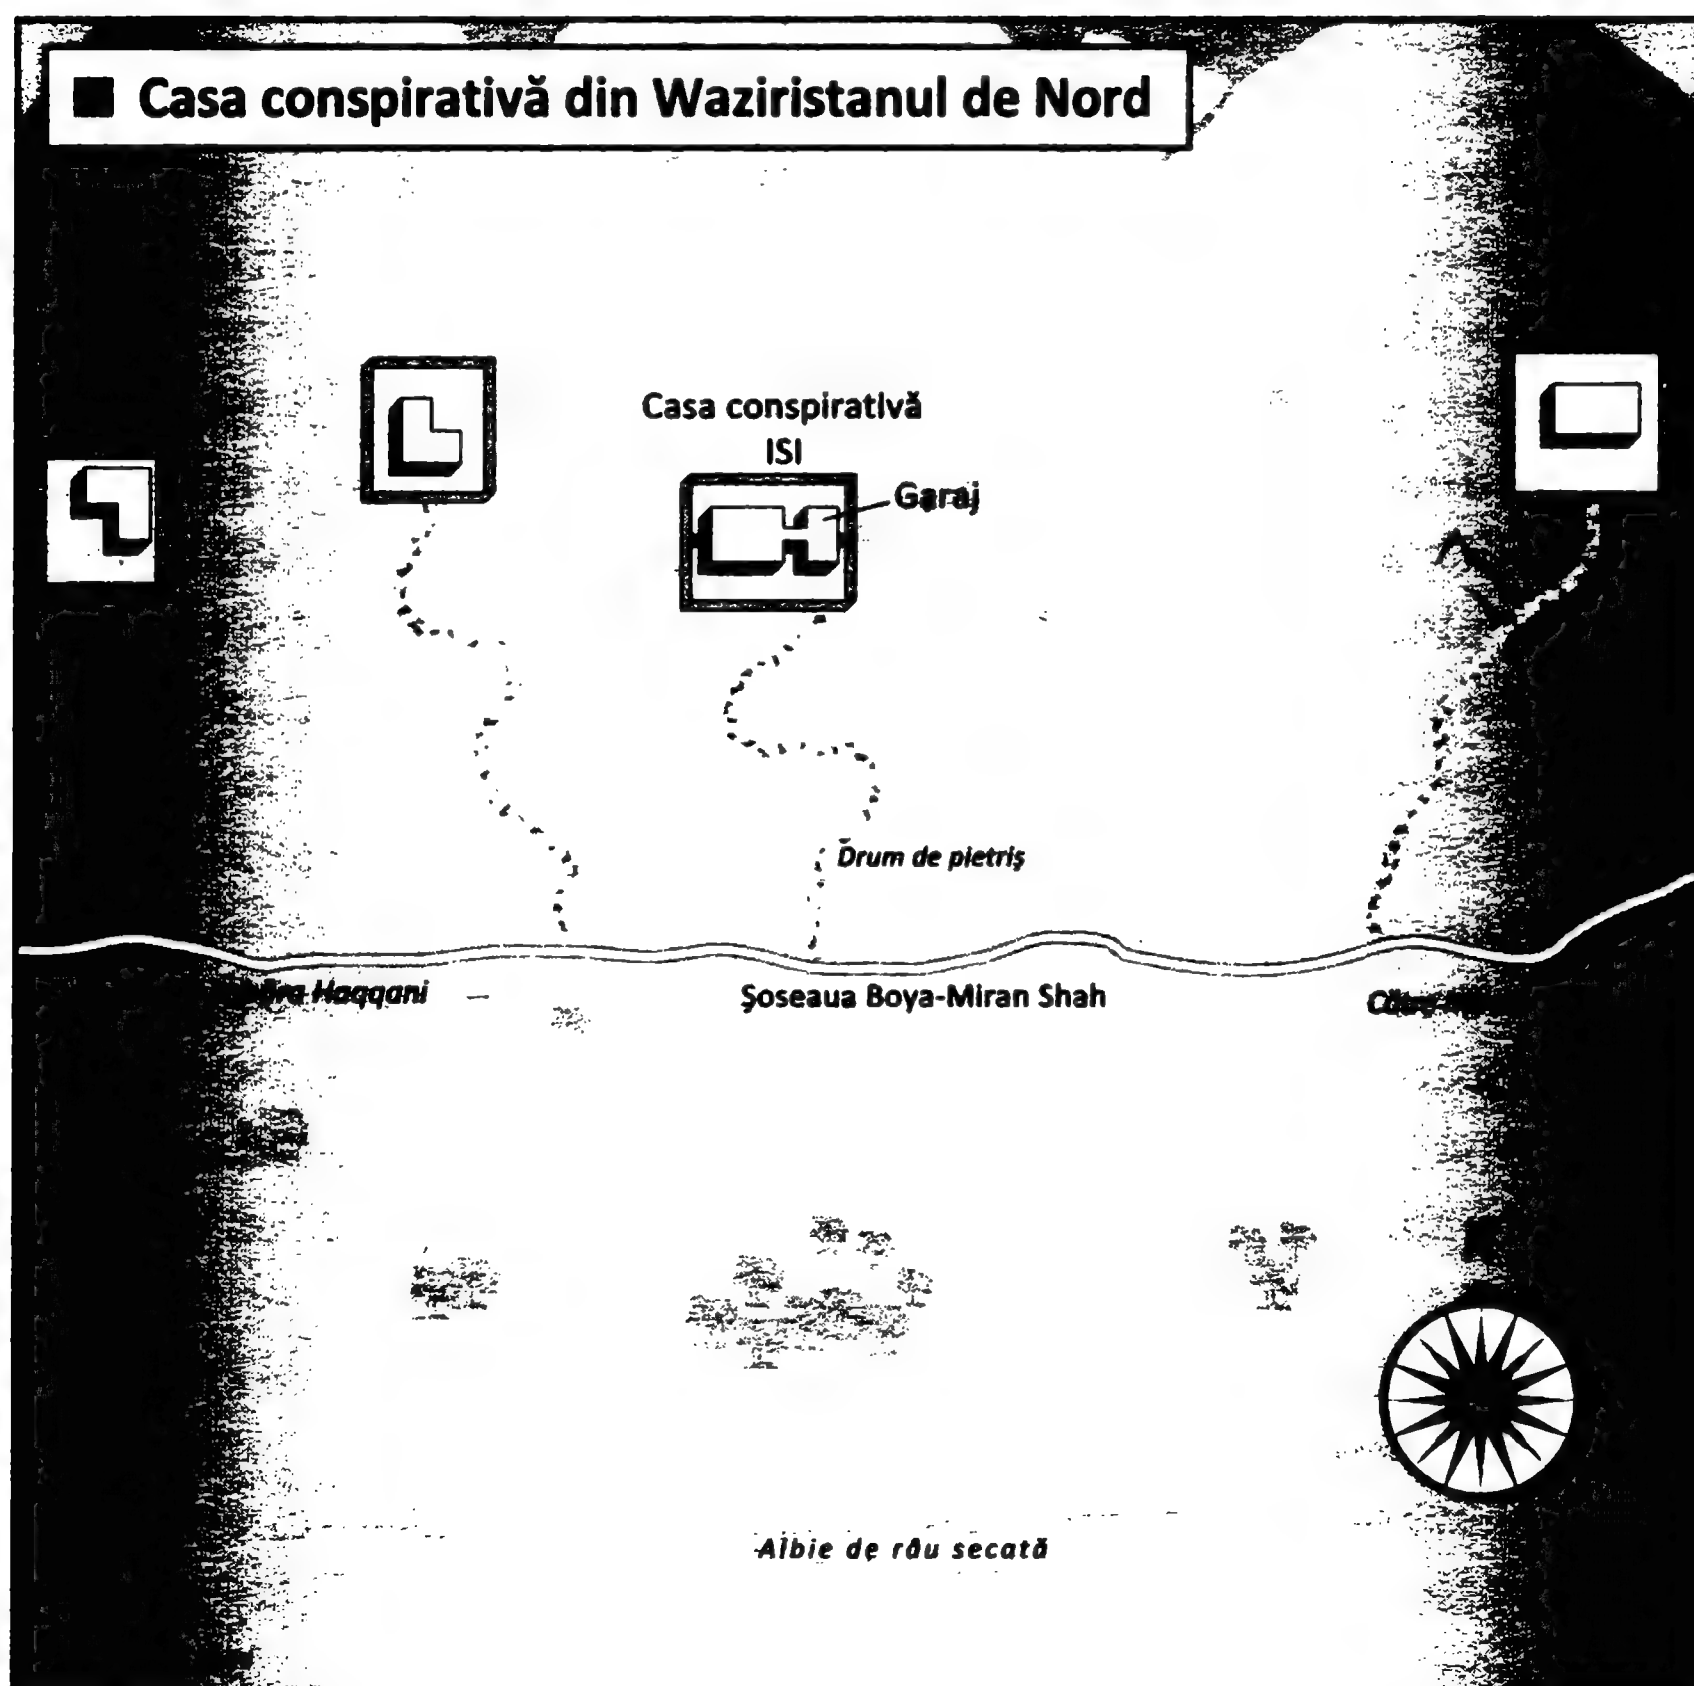 Casa conspirativă din Waziristanul de Nord
Casa conspirativă
ISI
Garaj
Drum de pietriș
Haqqani
Șoseaua Boya-Miran Shah
Albie de râu secată